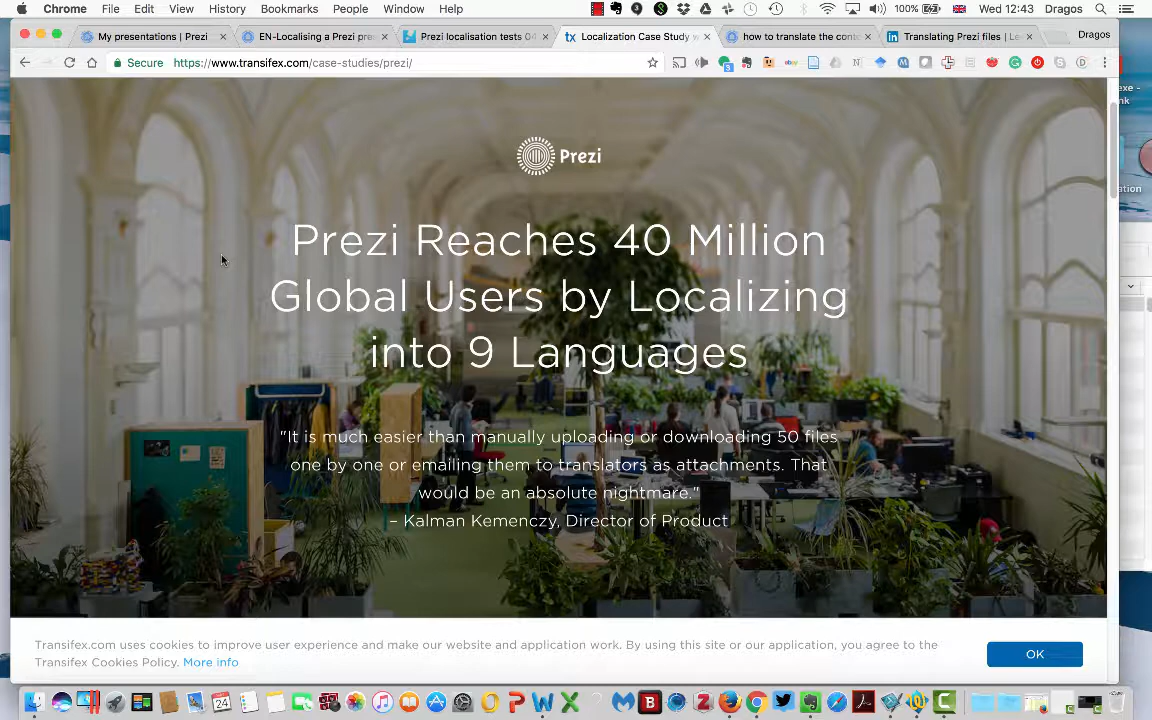 Chrome File Edit View History Bookmarks People Window Help 100% Wed 12:43 Dragos
My presentations | Prezi
EN-Localising a Prezi pres
Prezi localisation tests 04
tx Localization Case Study w
how to translate the conte
Translating Prezi files | Le
Dragos
Secure https://www.transifex.com/case-studies/prezi/
Prezi
Prezi Reaches 40 Million
Global Users by Localizing
into 9 Languages
"It is much easier than manually uploading or downloading 50 files
one by one or emailing them to translators as attachments. That
would be an absolute nightmare."
– Kalman Kemenczy, Director of Product
Transifex.com uses cookies to improve user experience and make our website and application work. By using this site or our application, you agree to the
Transifex Cookies Policy. More info
OK